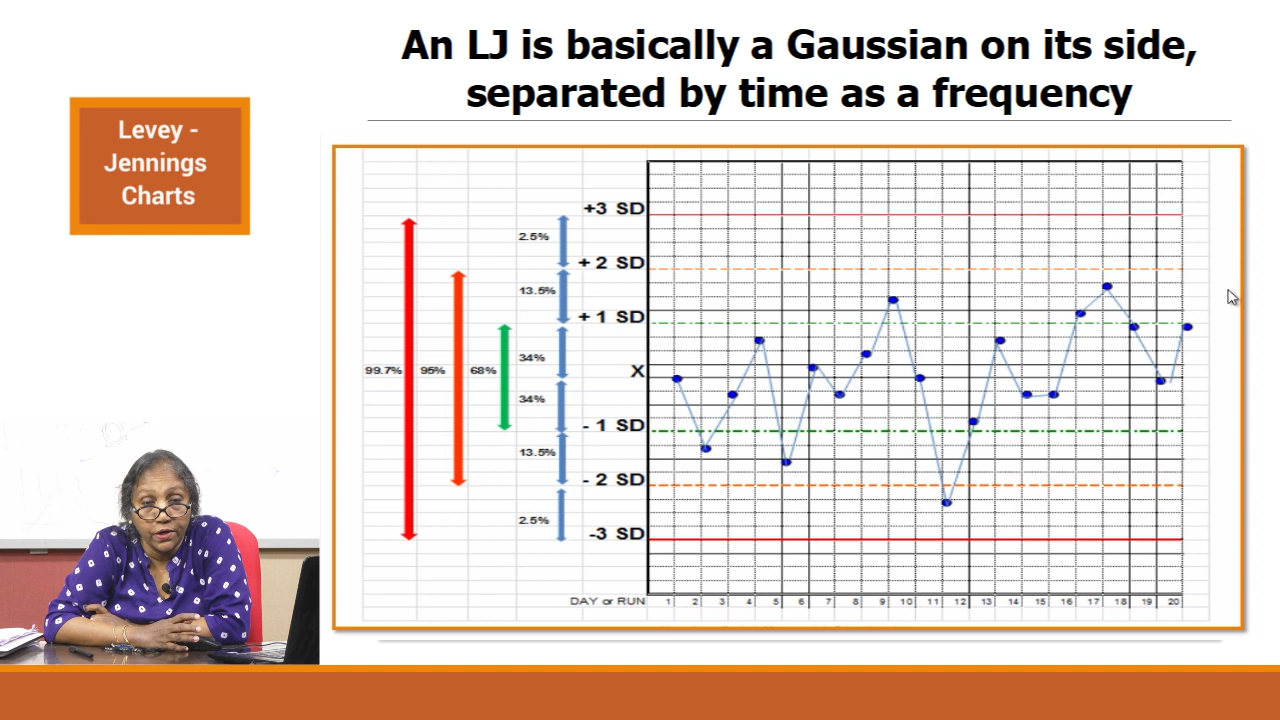 An LJ is basically a Gaussian on its side,
separated by time as a frequency
Levey -
Jennings
Charts
+3 SD
2.5%
+ 2 SD
13.5%
+ 1 SD
34%
99.7% 95% 68% X
34%
- 1 SD
13.5%
- 2 SD
2.5%
-3 SD
DAY or RUN 1 2 3 4 5 6 7 8 9 10 11 12 13 14 15 16 17 18 19 20